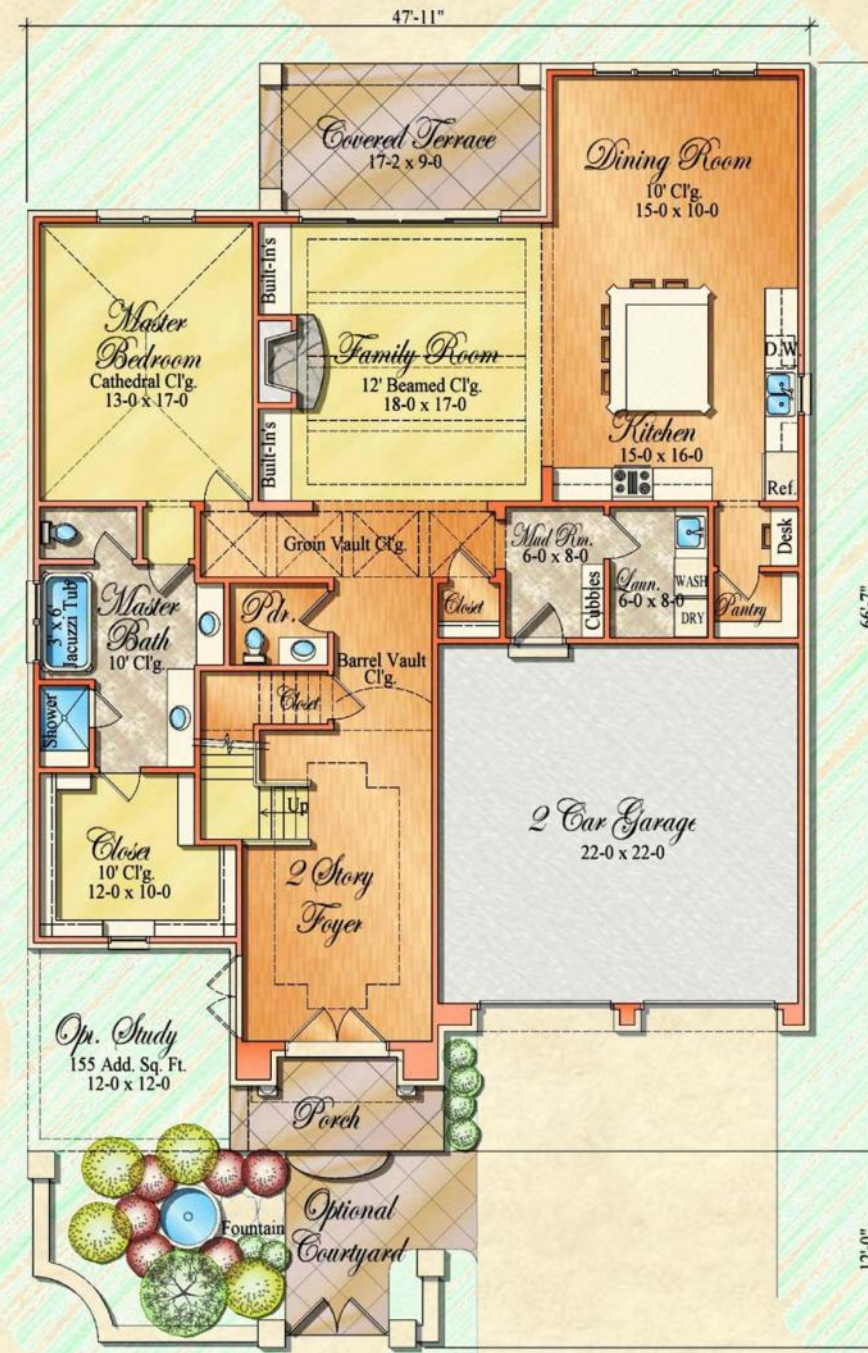 47'-11"
Covered Terrace
17-2 x 9-0
Dining Room
10' Cl'g.
15-0 x 10-0
Built-In's
Master
Bedroom
Cathedral Cl'g.
13-0 x 17-0
Family Room
12' Beamed Cl'g.
18-0 x 17-0
D.W.
Built-In's
Kitchen
15-0 x 16-0
Ref.
Groin Vault Cl'g.
Mud Rm.
6-0 x 8-0
Desk
Laun.
6-0 x 8-0
WASH
DRY
Cubbles
Closet
Pantry
66'-7"
3' x 6'
Jacuzzi Tub
Master
Bath
10' Cl'g.
Pdr.
Barrel Vault
Cl'g.
Closet
Shower
Up
Closet
10' Cl'g.
12-0 x 10-0
2 Story
Foyer
2 Car Garage
22-0 x 22-0
Opt. Study
155 Add. Sq. Ft.
12-0 x 12-0
Porch
Fountain
Optional
Courtyard
12'-0"